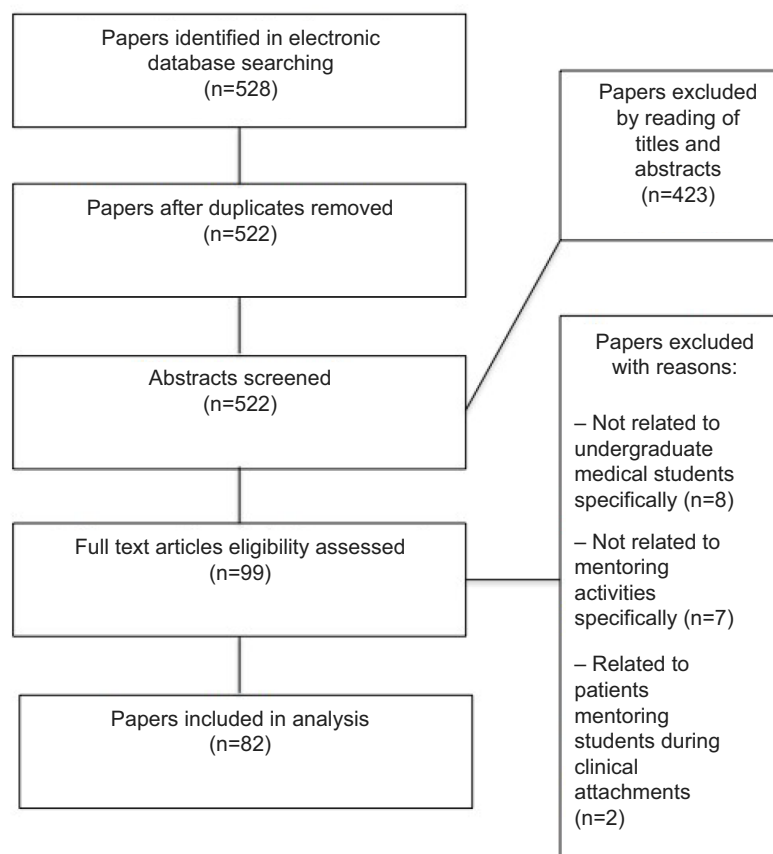 Papers identified in electronic
database searching
(n=528)
Papers after duplicates removed
(n=522)
Abstracts screened
(n=522)
Full text articles eligibility assessed
(n=99)
Papers included in analysis
(n=82)
Papers excluded
by reading of
titles and
abstracts
(n=423)
Papers excluded
with reasons:
– Not related to
undergraduate
medical students
specifically (n=8)
– Not related to
mentoring
activities
specifically (n=7)
– Related to
patients
mentoring
students during
clinical
attachments
(n=2)